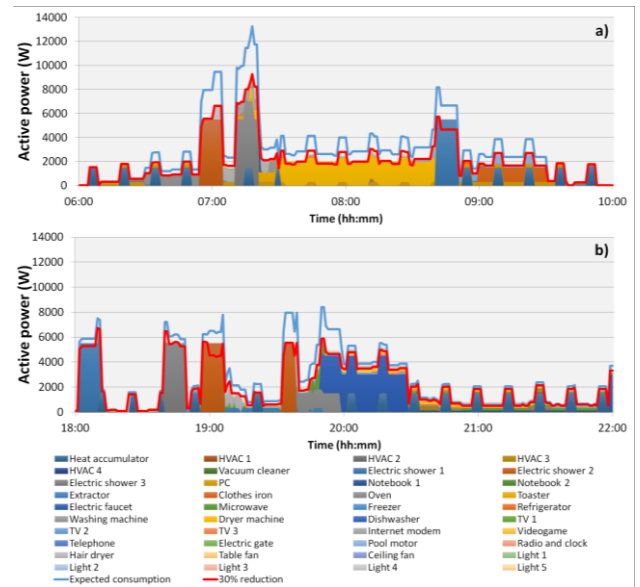 14000
a)
12000
10000
8000
6000
4000
2000
0
Active power (W)
06:00 07:00 08:00 09:00 10:00
Time (hh:mm)
14000
b)
12000
10000
8000
6000
4000
2000
0
Active power (W)
18:00 19:00 20:00 21:00 22:00
Time (hh:mm)
Heat accumulator HVAC 1 HVAC 2 HVAC 3
HVAC 4 Vacuum cleaner Electric shower 1 Electric shower 2
Electric shower 3 PC Notebook 1 Notebook 2
Extractor Clothes iron Oven Toaster
Electric faucet Microwave Freezer Refrigerator
Washing machine Dryer machine Dishwasher TV 1
TV 2 TV 3 Internet modem Videogame
Telephone Electric gate Pool motor Radio and clock
Hair dryer Table fan Ceiling fan Light 1
Light 2 Light 3 Light 4 Light 5
Expected consumption 30% reduction